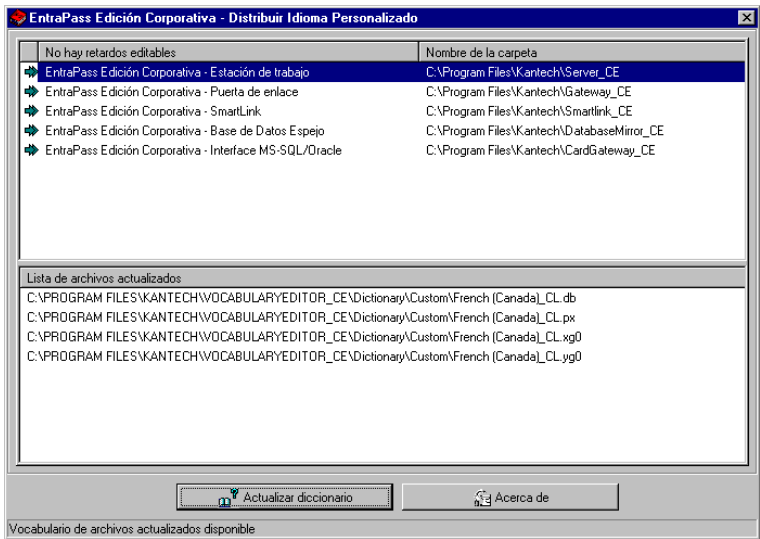 EntraPass Edición Corporativa - Distribuir Idioma Personalizado
No hay retardos editables Nombre de la carpeta
EntraPass Edición Corporativa - Estación de trabajo C:\Program Files\Kantech\Server_CE
EntraPass Edición Corporativa - Puerta de enlace C:\Program Files\Kantech\Gateway_CE
EntraPass Edición Corporativa - SmartLink C:\Program Files\Kantech\Smartlink_CE
EntraPass Edición Corporativa - Base de Datos Espejo C:\Program Files\Kantech\DatabaseMirror_CE
EntraPass Edición Corporativa - Interface MS-SQL/Oracle C:\Program Files\Kantech\CardGateway_CE
Lista de archivos actualizados
C:\PROGRAM FILES\KANTECH\VOCABULARYEDITOR_CE\Dictionary\Custom\French (Canada)_CL.db
C:\PROGRAM FILES\KANTECH\VOCABULARYEDITOR_CE\Dictionary\Custom\French (Canada)_CL.px
C:\PROGRAM FILES\KANTECH\VOCABULARYEDITOR_CE\Dictionary\Custom\French (Canada)_CL.xg0
C:\PROGRAM FILES\KANTECH\VOCABULARYEDITOR_CE\Dictionary\Custom\French (Canada)_CL.yg0
Actualizar diccionario Acerca de
Vocabulario de archivos actualizados disponible